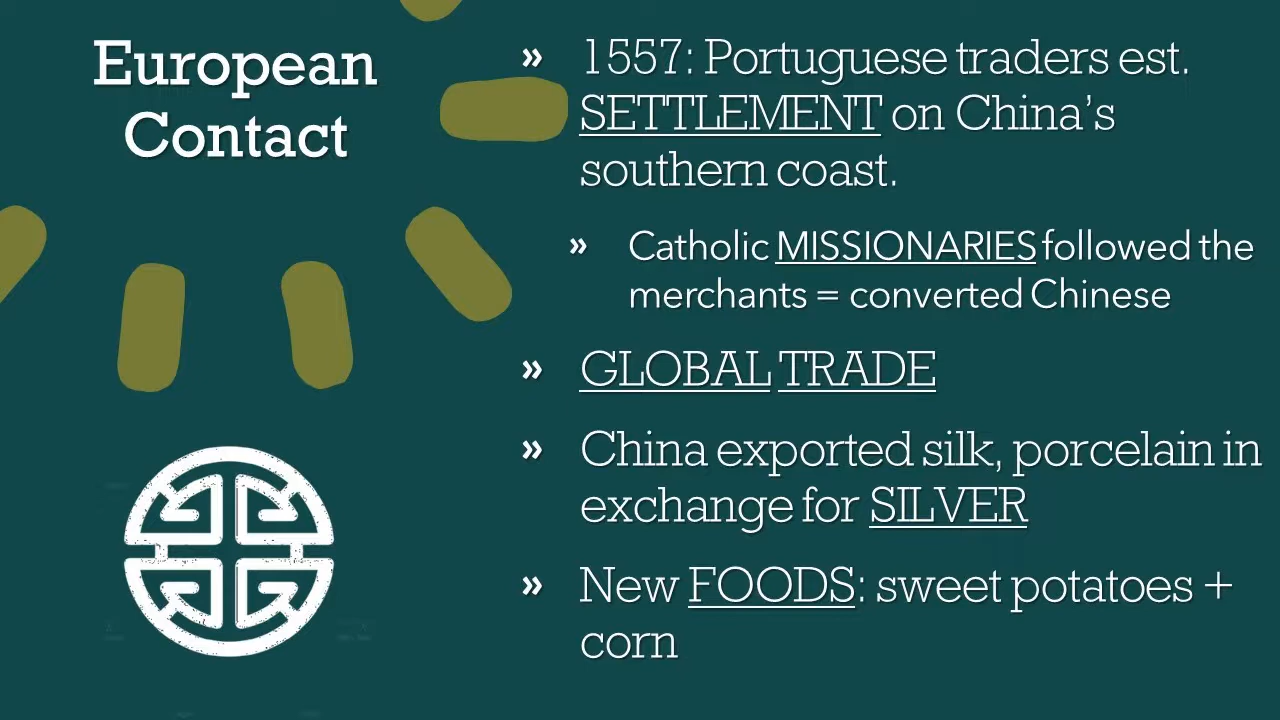 European
Contact
» 1557: Portuguese traders est.
SETTLEMENT on China’s
southern coast.
» Catholic MISSIONARIES followed the
merchants = converted Chinese
» GLOBAL TRADE
» China exported silk, porcelain in
exchange for SILVER
» New FOODS: sweet potatoes +
corn